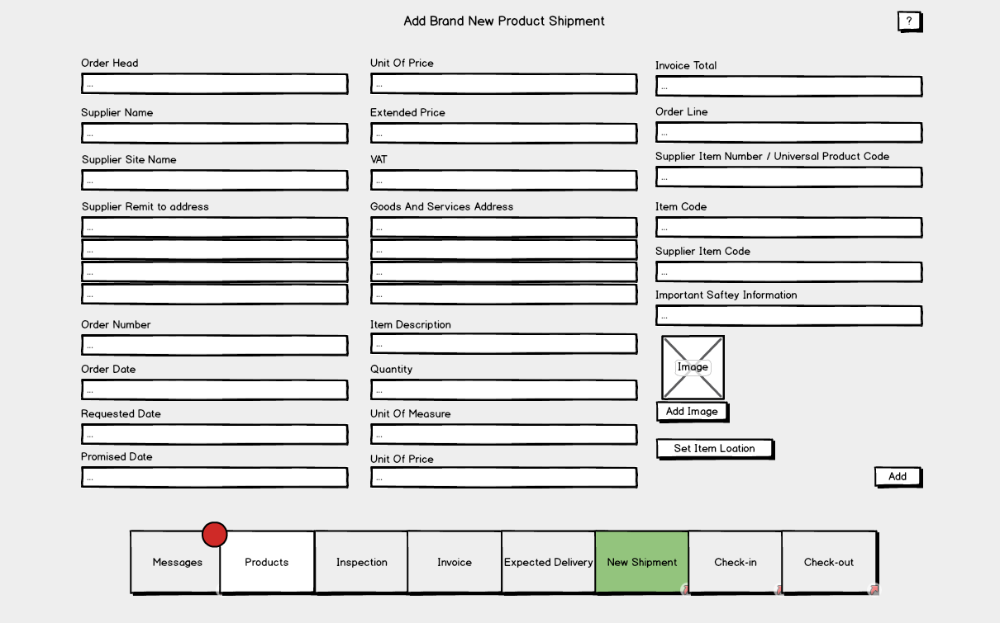 Add Brand New Product Shipment
?
Order Head
...
Supplier Name
...
Supplier Site Name
...
Supplier Remit to address
...
...
...
...
Order Number
...
Order Date
...
Requested Date
...
Promised Date
...
Unit Of Price
...
Extended Price
...
VAT
...
Goods And Services Address
...
...
...
...
Item Description
...
Quantity
...
Unit Of Measure
...
Unit Of Price
...
Invoice Total
...
Order Line
...
Supplier Item Number / Universal Product Code
...
Item Code
...
Supplier Item Code
...
Important Saftey Information
...
Image
Add Image
Set Item Loation
Add
Messages
Products
Inspection
Invoice
Expected Delivery
New Shipment
Check-in
Check-out